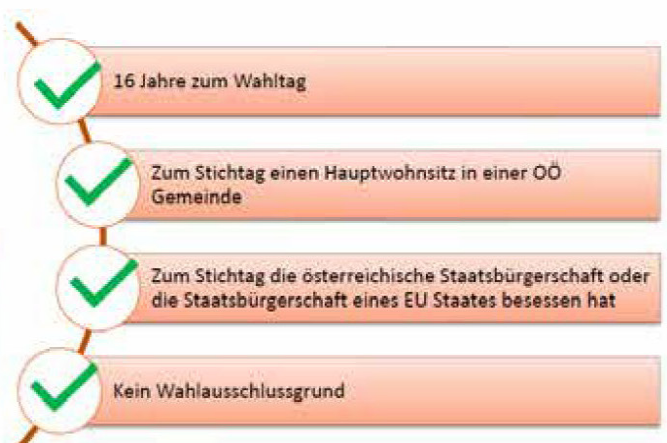 16 Jahre zum Wahltag
Zum Stichtag einen Hauptwohnsitz in einer OÖ
Gemeinde
Zum Stichtag die österreichische Staatsbürgerschaft oder
die Staatsbürgerschaft eines EU Staates besessen hat
Kein Wahlausschlussgrund